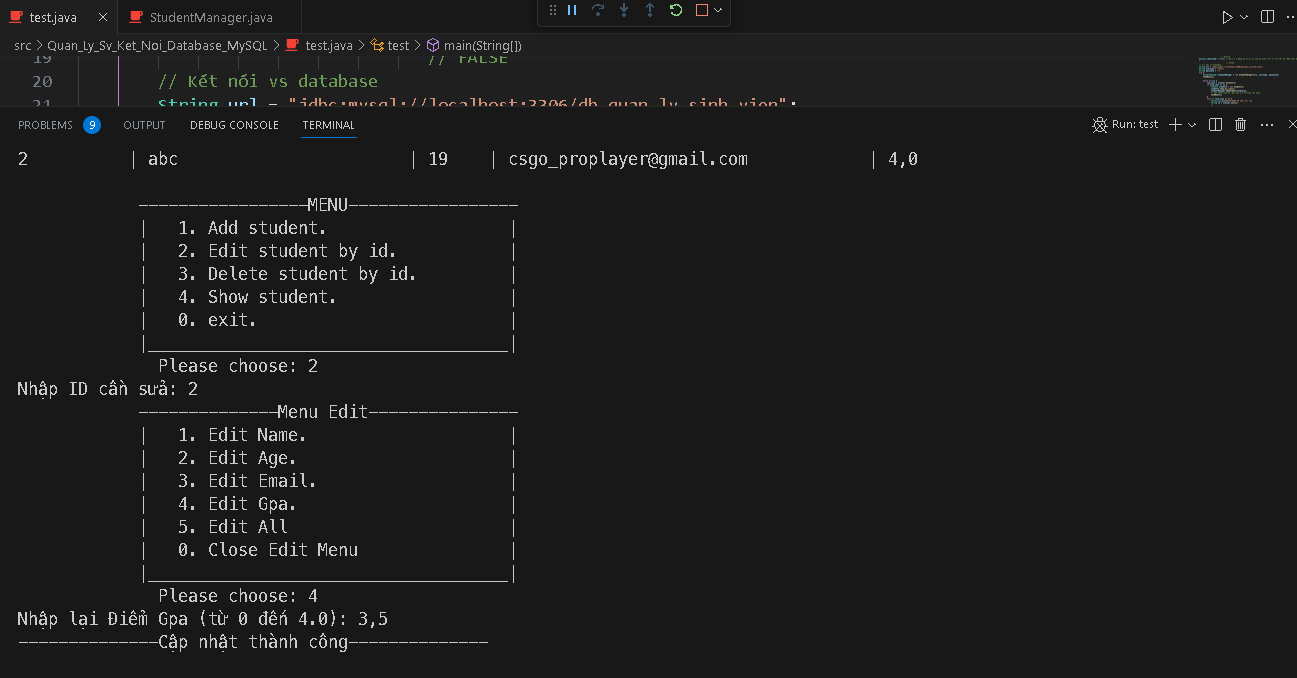 test.java StudentManager.java
src > Quan_Ly_Sv_Ket_Noi_Database_MySQL > test.java > test > main(String[])
19 // FALSE
20 // Kết nối vs database
21 String url = "jdbc:mysql://localhost:3306/db_quan_ly_sinh_vien";
PROBLEMS 9 OUTPUT DEBUG CONSOLE TERMINAL Run: test
2 | abc | 19 | csgo_proplayer@gmail.com | 4,0
-----------------MENU-----------------
| 1. Add student. |
| 2. Edit student by id. |
| 3. Delete student by id. |
| 4. Show student. |
| 0. exit. |
|____________________________________|
Please choose: 2
Nhập ID cần sưả: 2
--------------Menu Edit---------------
| 1. Edit Name. |
| 2. Edit Age. |
| 3. Edit Email. |
| 4. Edit Gpa. |
| 5. Edit All |
| 0. Close Edit Menu |
|____________________________________|
Please choose: 4
Nhập lại Điểm Gpa (từ 0 đến 4.0): 3,5
--------------Cập nhật thành công--------------